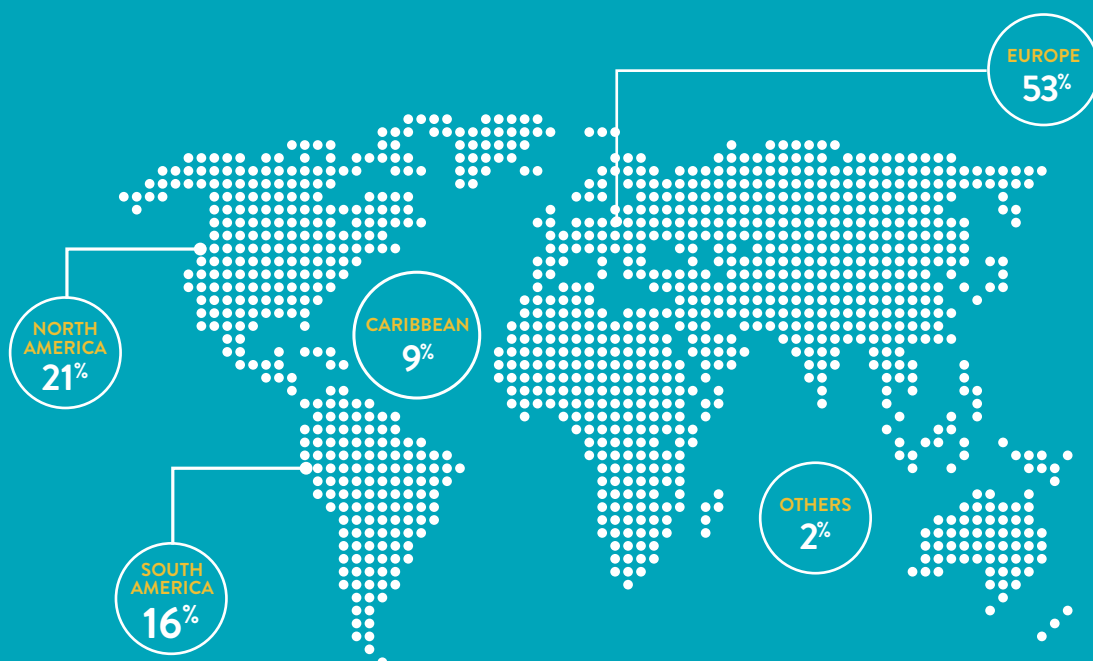 EUROPE
53%
NORTH
AMERICA
21%
CARIBBEAN
9%
SOUTH
AMERICA
16%
OTHERS
2%